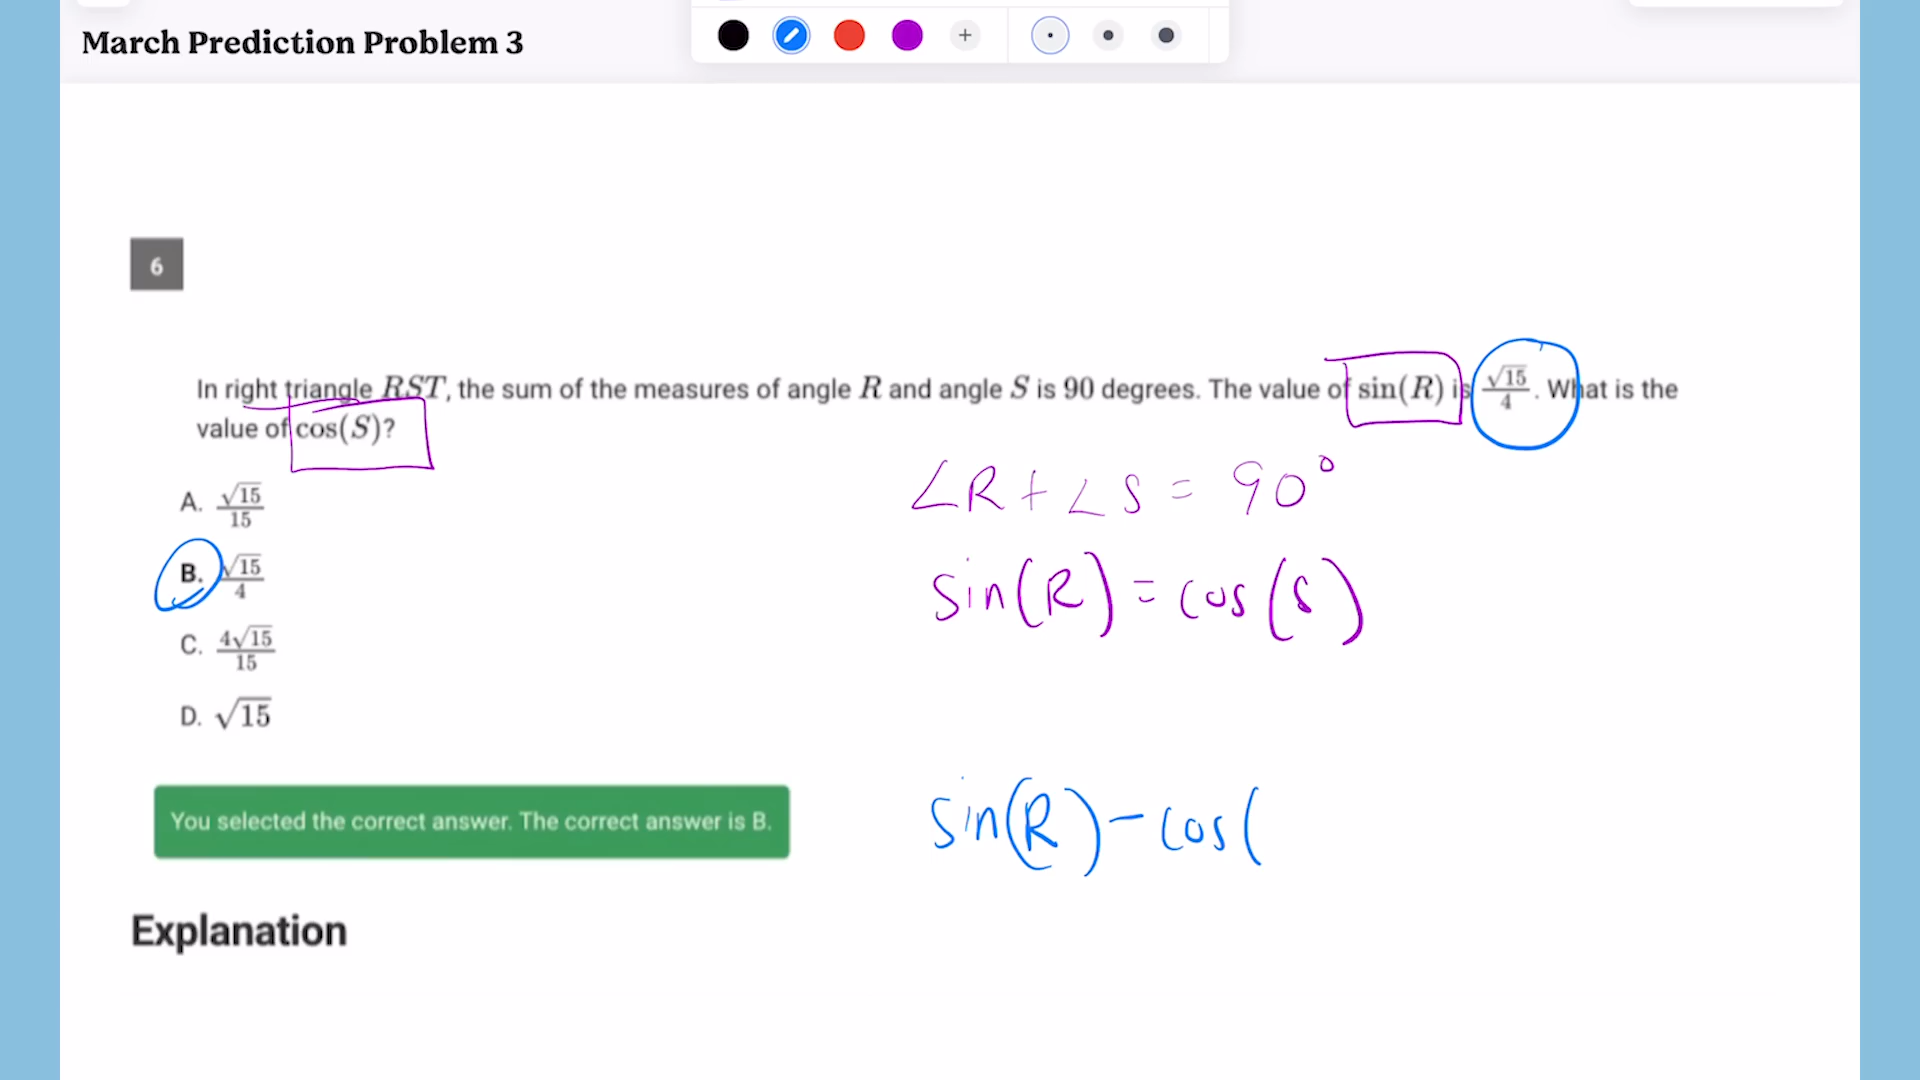 March Prediction Problem 3
6
In right triangle RST, the sum of the measures of angle R and angle S is 90 degrees. The value of sin(R) is √15/4. What is the
value of cos(S)?
A. √15/15
B. √15/4
C. 4√15/15
D. √15
∠R + ∠S = 90°
sin(R) = cos(S)
You selected the correct answer. The correct answer is B.
sin(R) - cos(
Explanation